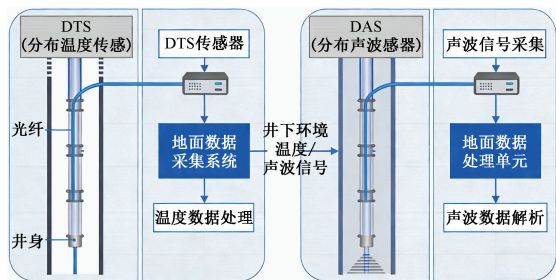 DTS
(分布温度传感)
光纤
井身
DTS传感器
地面数据
采集系统
温度数据处理
井下环境
温度/
声波信号
DAS
(分布声波感器)
声波信号采集
地面数据
处理单元
声波数据解析